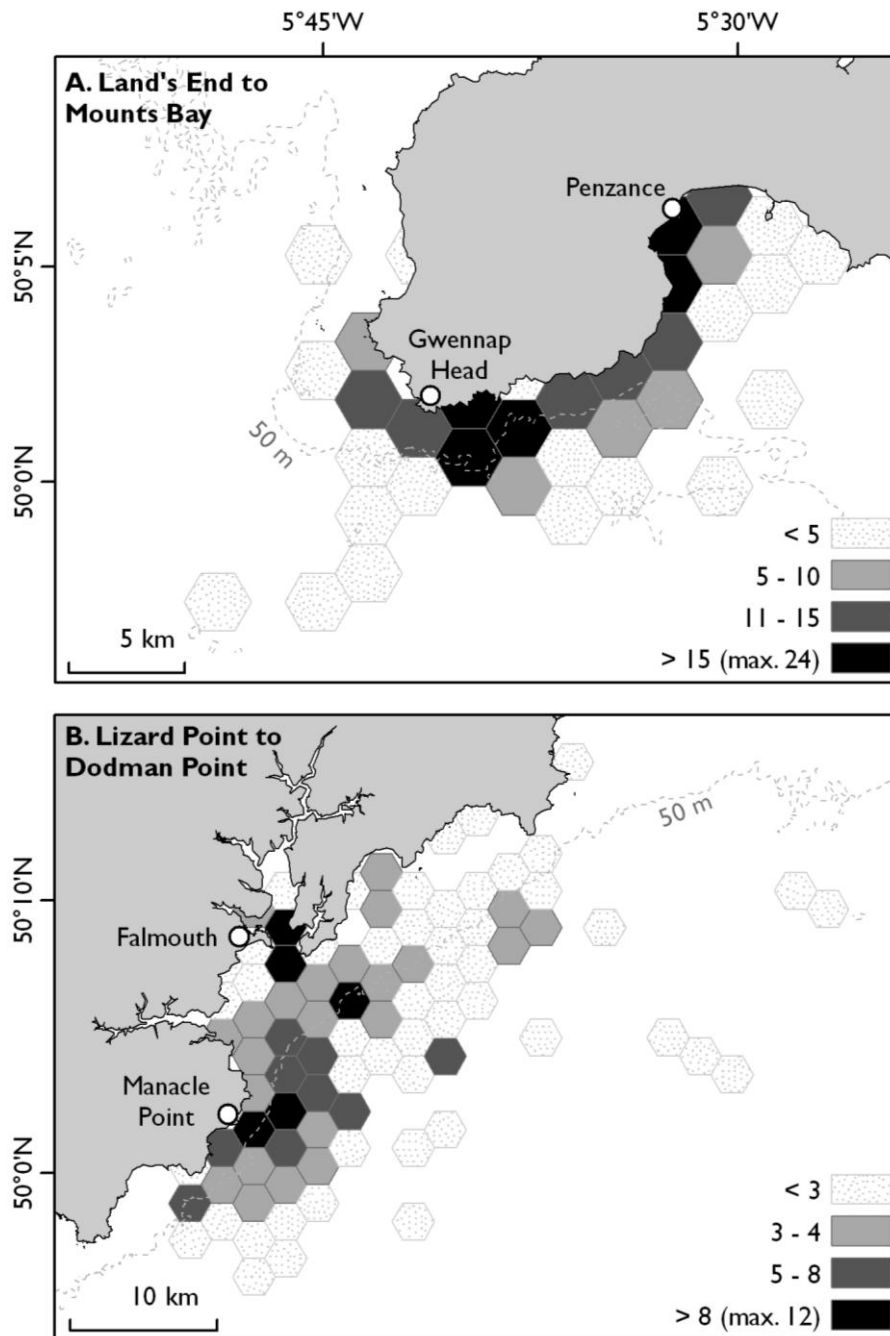 5°45'W
5°30'W
A. Land's End to
Mounts Bay
Penzance
50°5'N
Gwennap
Head
50 m
50°0'N
< 5
5 - 10
11 - 15
> 15 (max. 24)
5 km
B. Lizard Point to
Dodman Point
50 m
50°10'N
Falmouth
Manacle
Point
50°0'N
< 3
3 - 4
5 - 8
> 8 (max. 12)
10 km